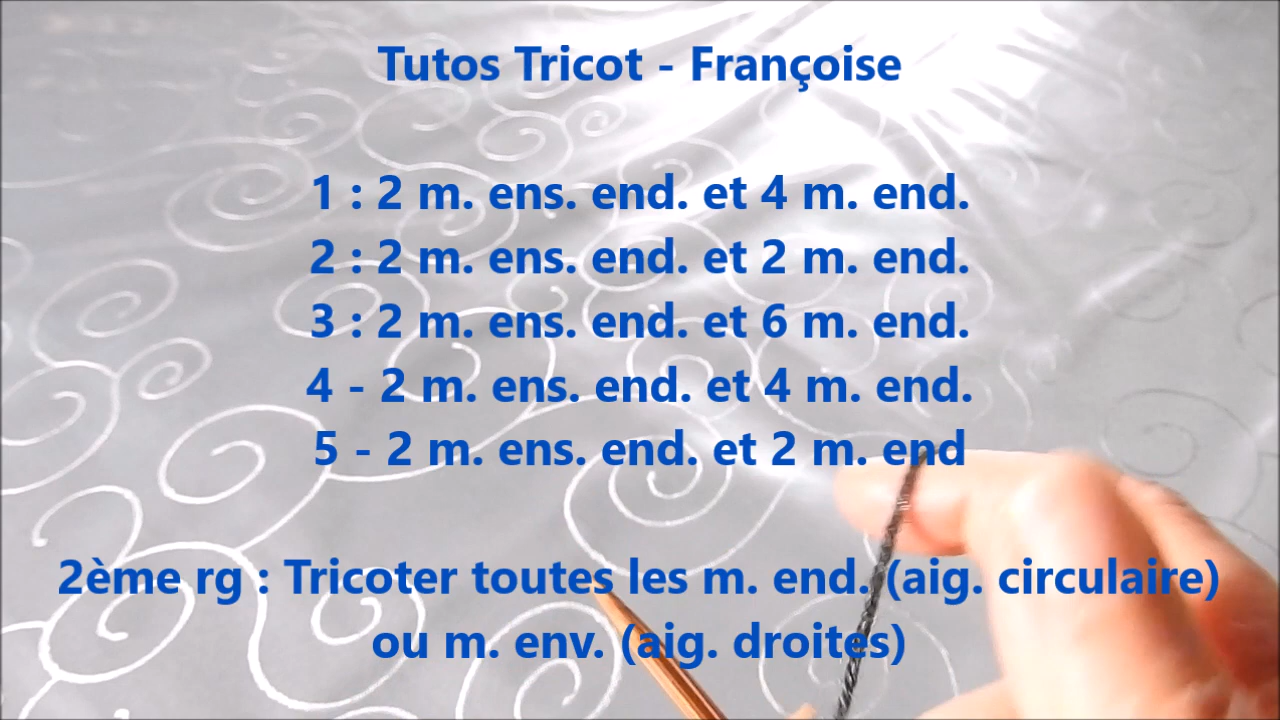 Tutos Tricot - Françoise
1 : 2 m. ens. end. et 4 m. end.
2 : 2 m. ens. end. et 2 m. end.
3 : 2 m. ens. end. et 6 m. end.
4 - 2 m. ens. end. et 4 m. end.
5 - 2 m. ens. end. et 2 m. end
2ème rg : Tricoter toutes les m. end. (aig. circulaire)
ou m. env. (aig. droites)